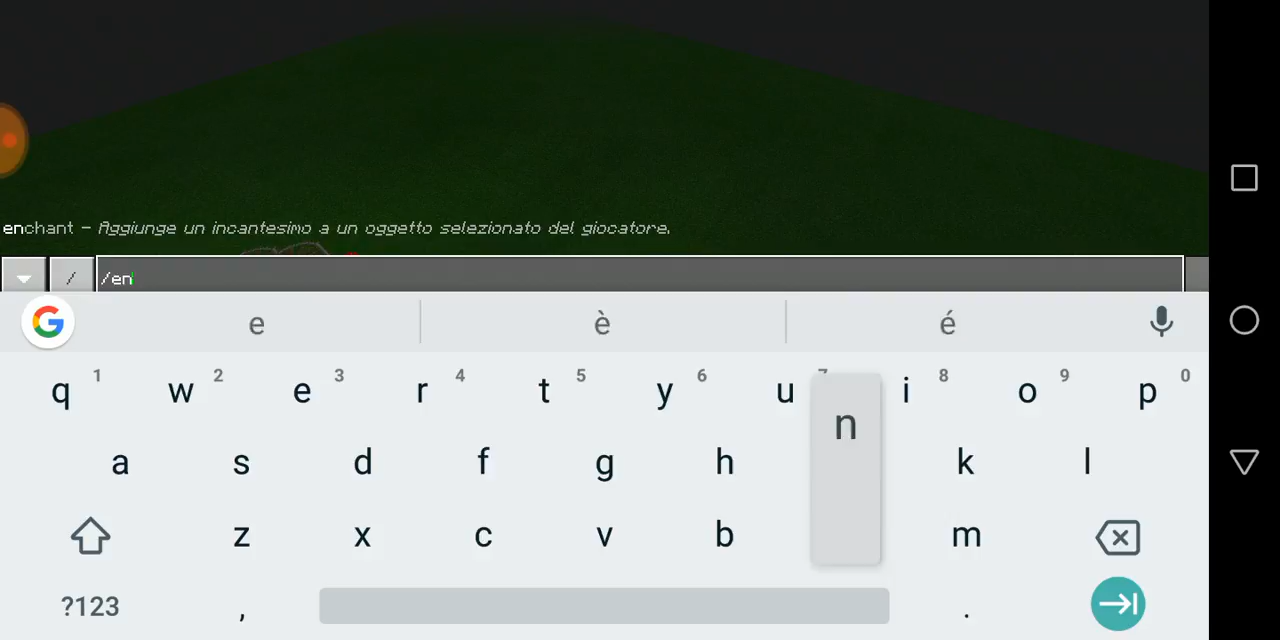 enchant - Aggiunge un incantesimo a un oggetto selezionato del giocatore.
/ /en
e è é
q 1 w 2 e 3 r 4 t 5 y 6 u 7 i 8 o 9 p 0
n
a s d f g h k l
z x c v b m
?123 , .